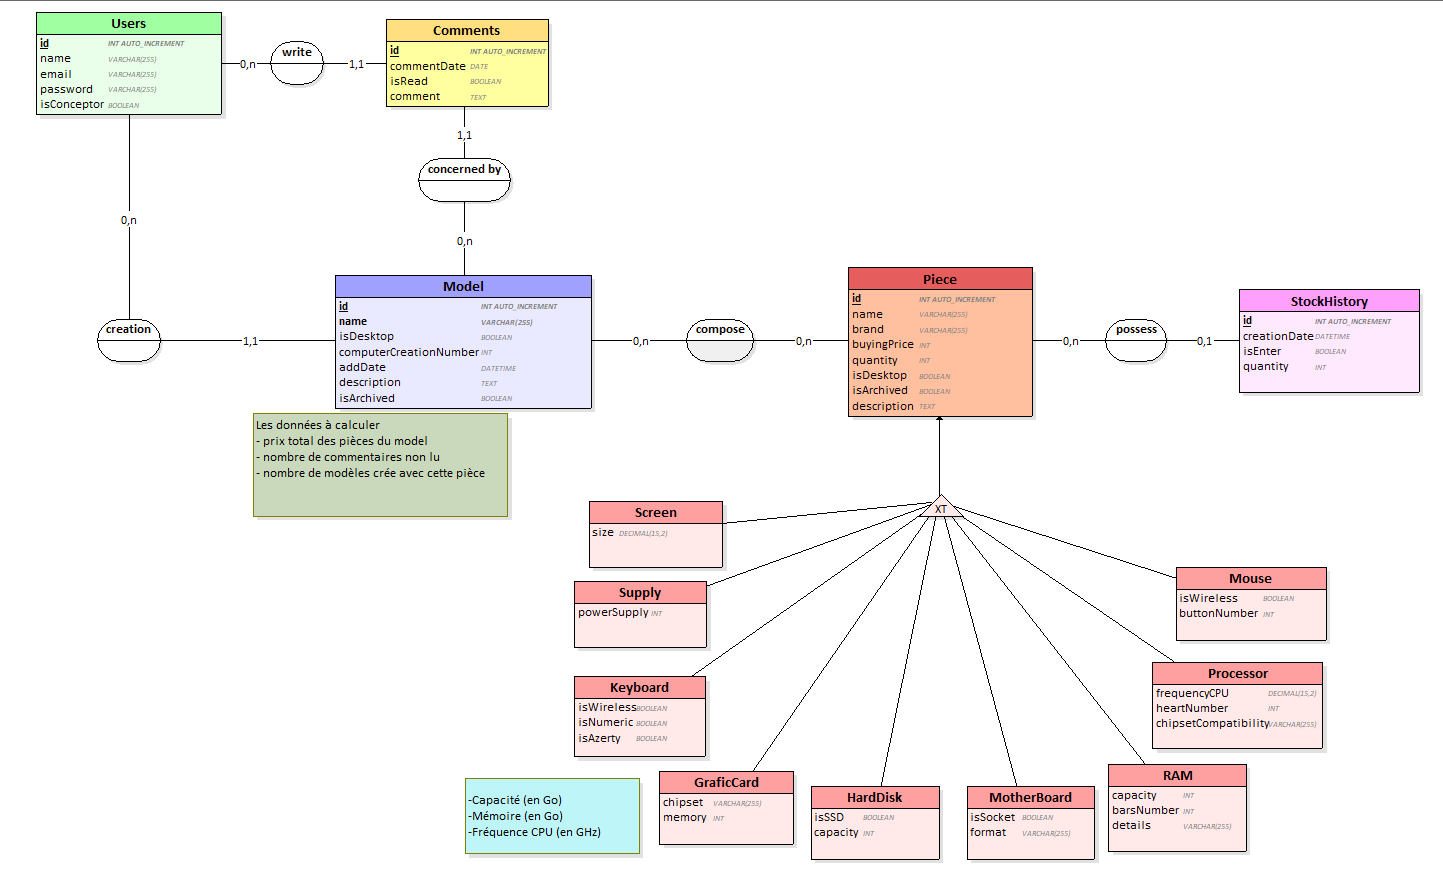 Users
id INT AUTO_INCREMENT
name VARCHAR(255)
email VARCHAR(255)
password VARCHAR(255)
isConceptor BOOLEAN
0,n
write
1,1
Comments
id INT AUTO_INCREMENT
commentDate DATE
isRead BOOLEAN
comment TEXT
1,1
concerned by
0,n
0,n
creation
1,1
Model
id INT AUTO_INCREMENT
name VARCHAR(255)
isDesktop BOOLEAN
computerCreationNumber INT
addDate DATETIME
description TEXT
isArchived BOOLEAN
0,n
compose
0,n
Piece
id INT AUTO_INCREMENT
name VARCHAR(255)
brand VARCHAR(255)
buyingPrice INT
quantity INT
isDesktop BOOLEAN
isArchived BOOLEAN
description TEXT
0,n
possess
0,1
StockHistory
id INT AUTO_INCREMENT
creationDate DATETIME
isEnter BOOLEAN
quantity INT
Les données à calculer
- prix total des pièces du model
- nombre de commentaires non lu
- nombre de modèles crée avec cette pièce
XT
Screen
size DECIMAL(15,2)
Supply
powerSupply INT
Keyboard
isWireless BOOLEAN
isNumeric BOOLEAN
isAzerty BOOLEAN
GraficCard
chipset VARCHAR(255)
memory INT
HardDisk
isSSD BOOLEAN
capacity INT
MotherBoard
isSocket BOOLEAN
format VARCHAR(255)
RAM
capacity INT
barsNumber INT
details VARCHAR(255)
Processor
frequencyCPU DECIMAL(15,2)
heartNumber INT
chipsetCompatibility VARCHAR(255)
Mouse
isWireless BOOLEAN
buttonNumber INT
-Capacité (en Go)
-Mémoire (en Go)
-Fréquence CPU (en GHz)